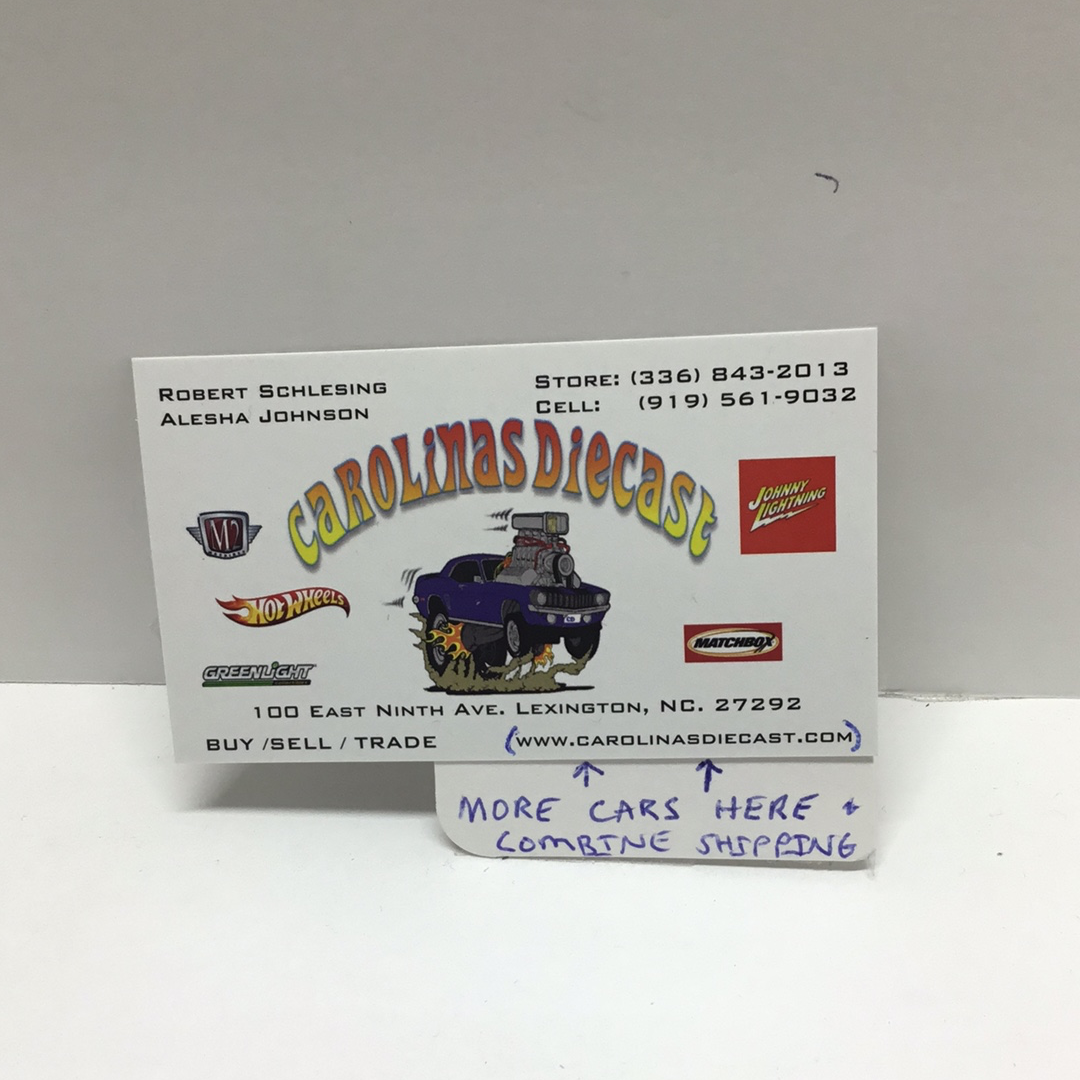 ROBERT SCHLESING
ALESHA JOHNSON
STORE: (336) 843-2013
CELL: (919) 561-9032
CAROLINAS DIECAST
M2
JOHNNY LIGHTNING
HOT WHEELS
MATCHBOX
GREENLIGHT
100 EAST NINTH AVE. LEXINGTON, NC. 27292
BUY /SELL / TRADE
(WWW.CAROLINASDIECAST.COM)
MORE CARS HERE +
COMBINE SHIPPING